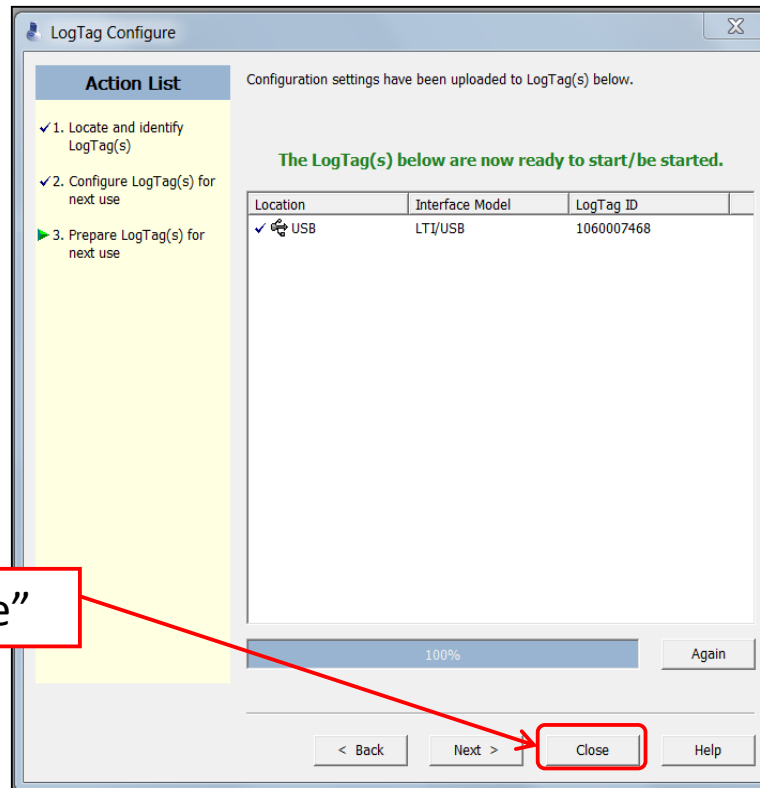 LogTag Configure
Action List
✓1. Locate and identify
LogTag(s)
✓2. Configure LogTag(s) for
next use
3. Prepare LogTag(s) for
next use
Configuration settings have been uploaded to LogTag(s) below.
The LogTag(s) below are now ready to start/be started.
Location Interface Model LogTag ID
✓ USB LTI/USB 1060007468
e”
100% Again
< Back Next > Close Help